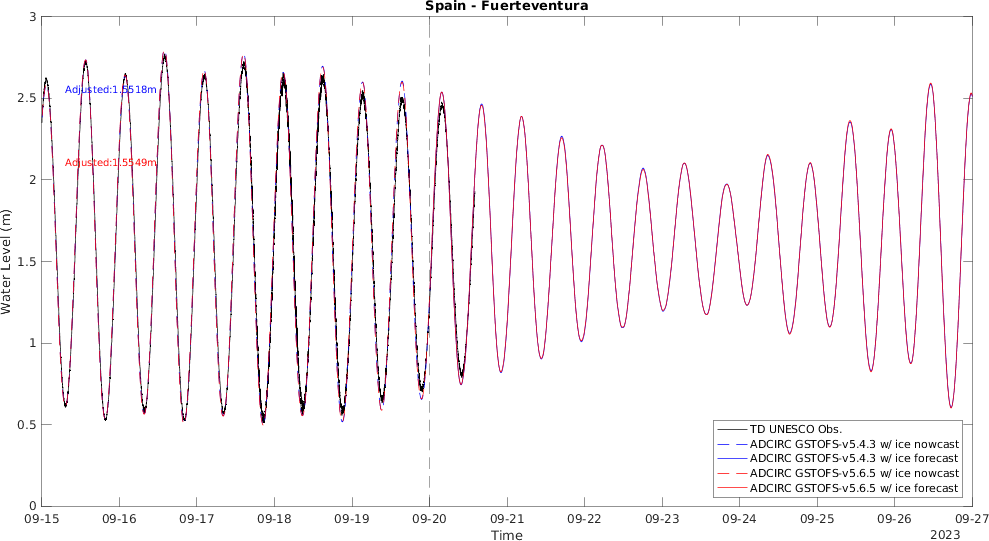 Spain - Fuerteventura
3
2.5
2
1.5
1
0.5
0
Water Level (m)
Adjusted:1.5518m
Adjusted:1.5549m
TD UNESCO Obs.
ADCIRC GSTOFS-v5.4.3 w/ ice nowcast
ADCIRC GSTOFS-v5.4.3 w/ ice forecast
ADCIRC GSTOFS-v5.6.5 w/ ice nowcast
ADCIRC GSTOFS-v5.6.5 w/ ice forecast
09-15 09-16 09-17 09-18 09-19 09-20 09-21 09-22 09-23 09-24 09-25 09-26 09-27
Time
2023